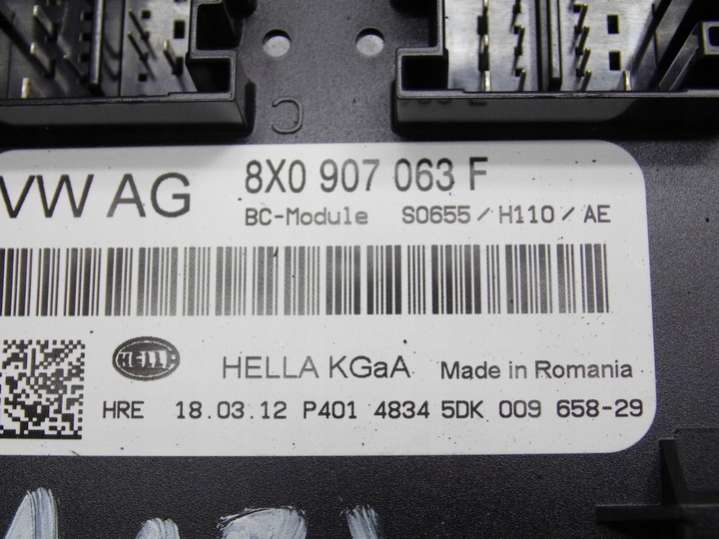 C
VW AG
8X0 907 063 F
BC-Module S0655 / H110 / AE
HELLA
HELLA KGaA Made in Romania
HRE 18.03.12 P401 4834 5DK 009 658-29